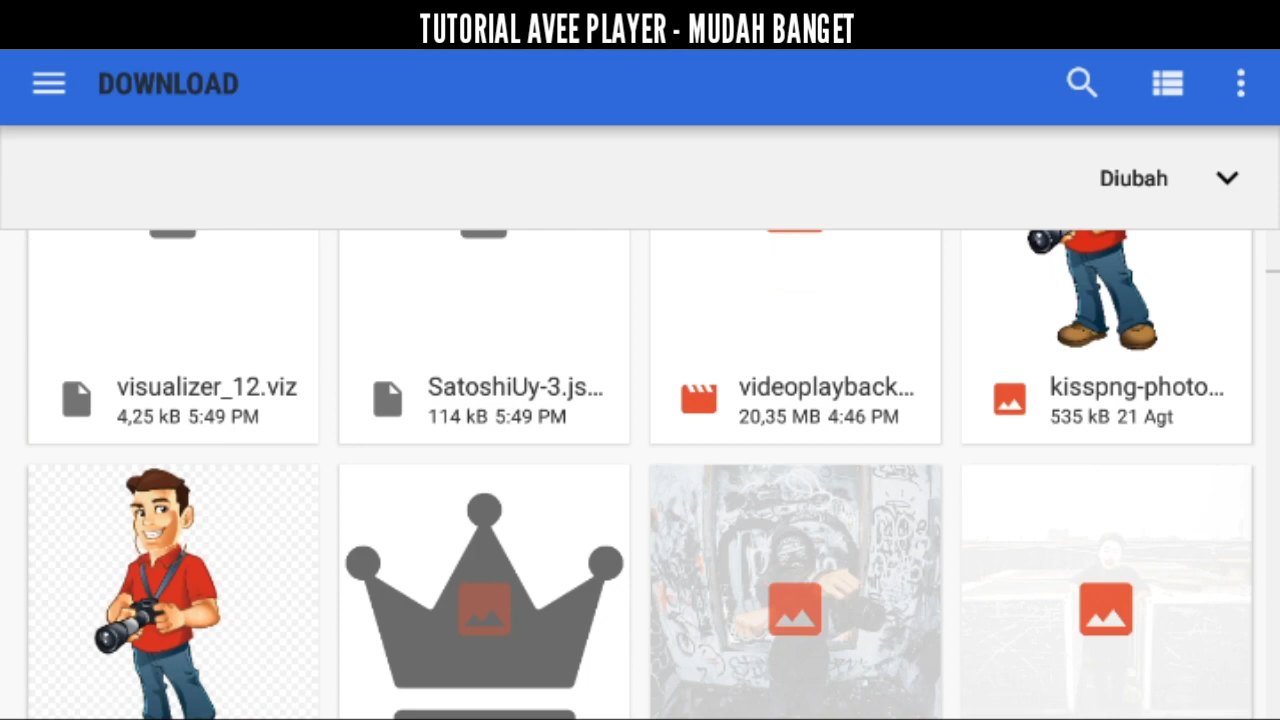 TUTORIAL AVEE PLAYER - MUDAH BANGET
DOWNLOAD
Diubah
visualizer_12.viz
4,25 kB 5:49 PM
SatoshiUy-3.js...
114 kB 5:49 PM
videoplayback...
20,35 MB 4:46 PM
kisspng-photo...
535 kB 21 Agt